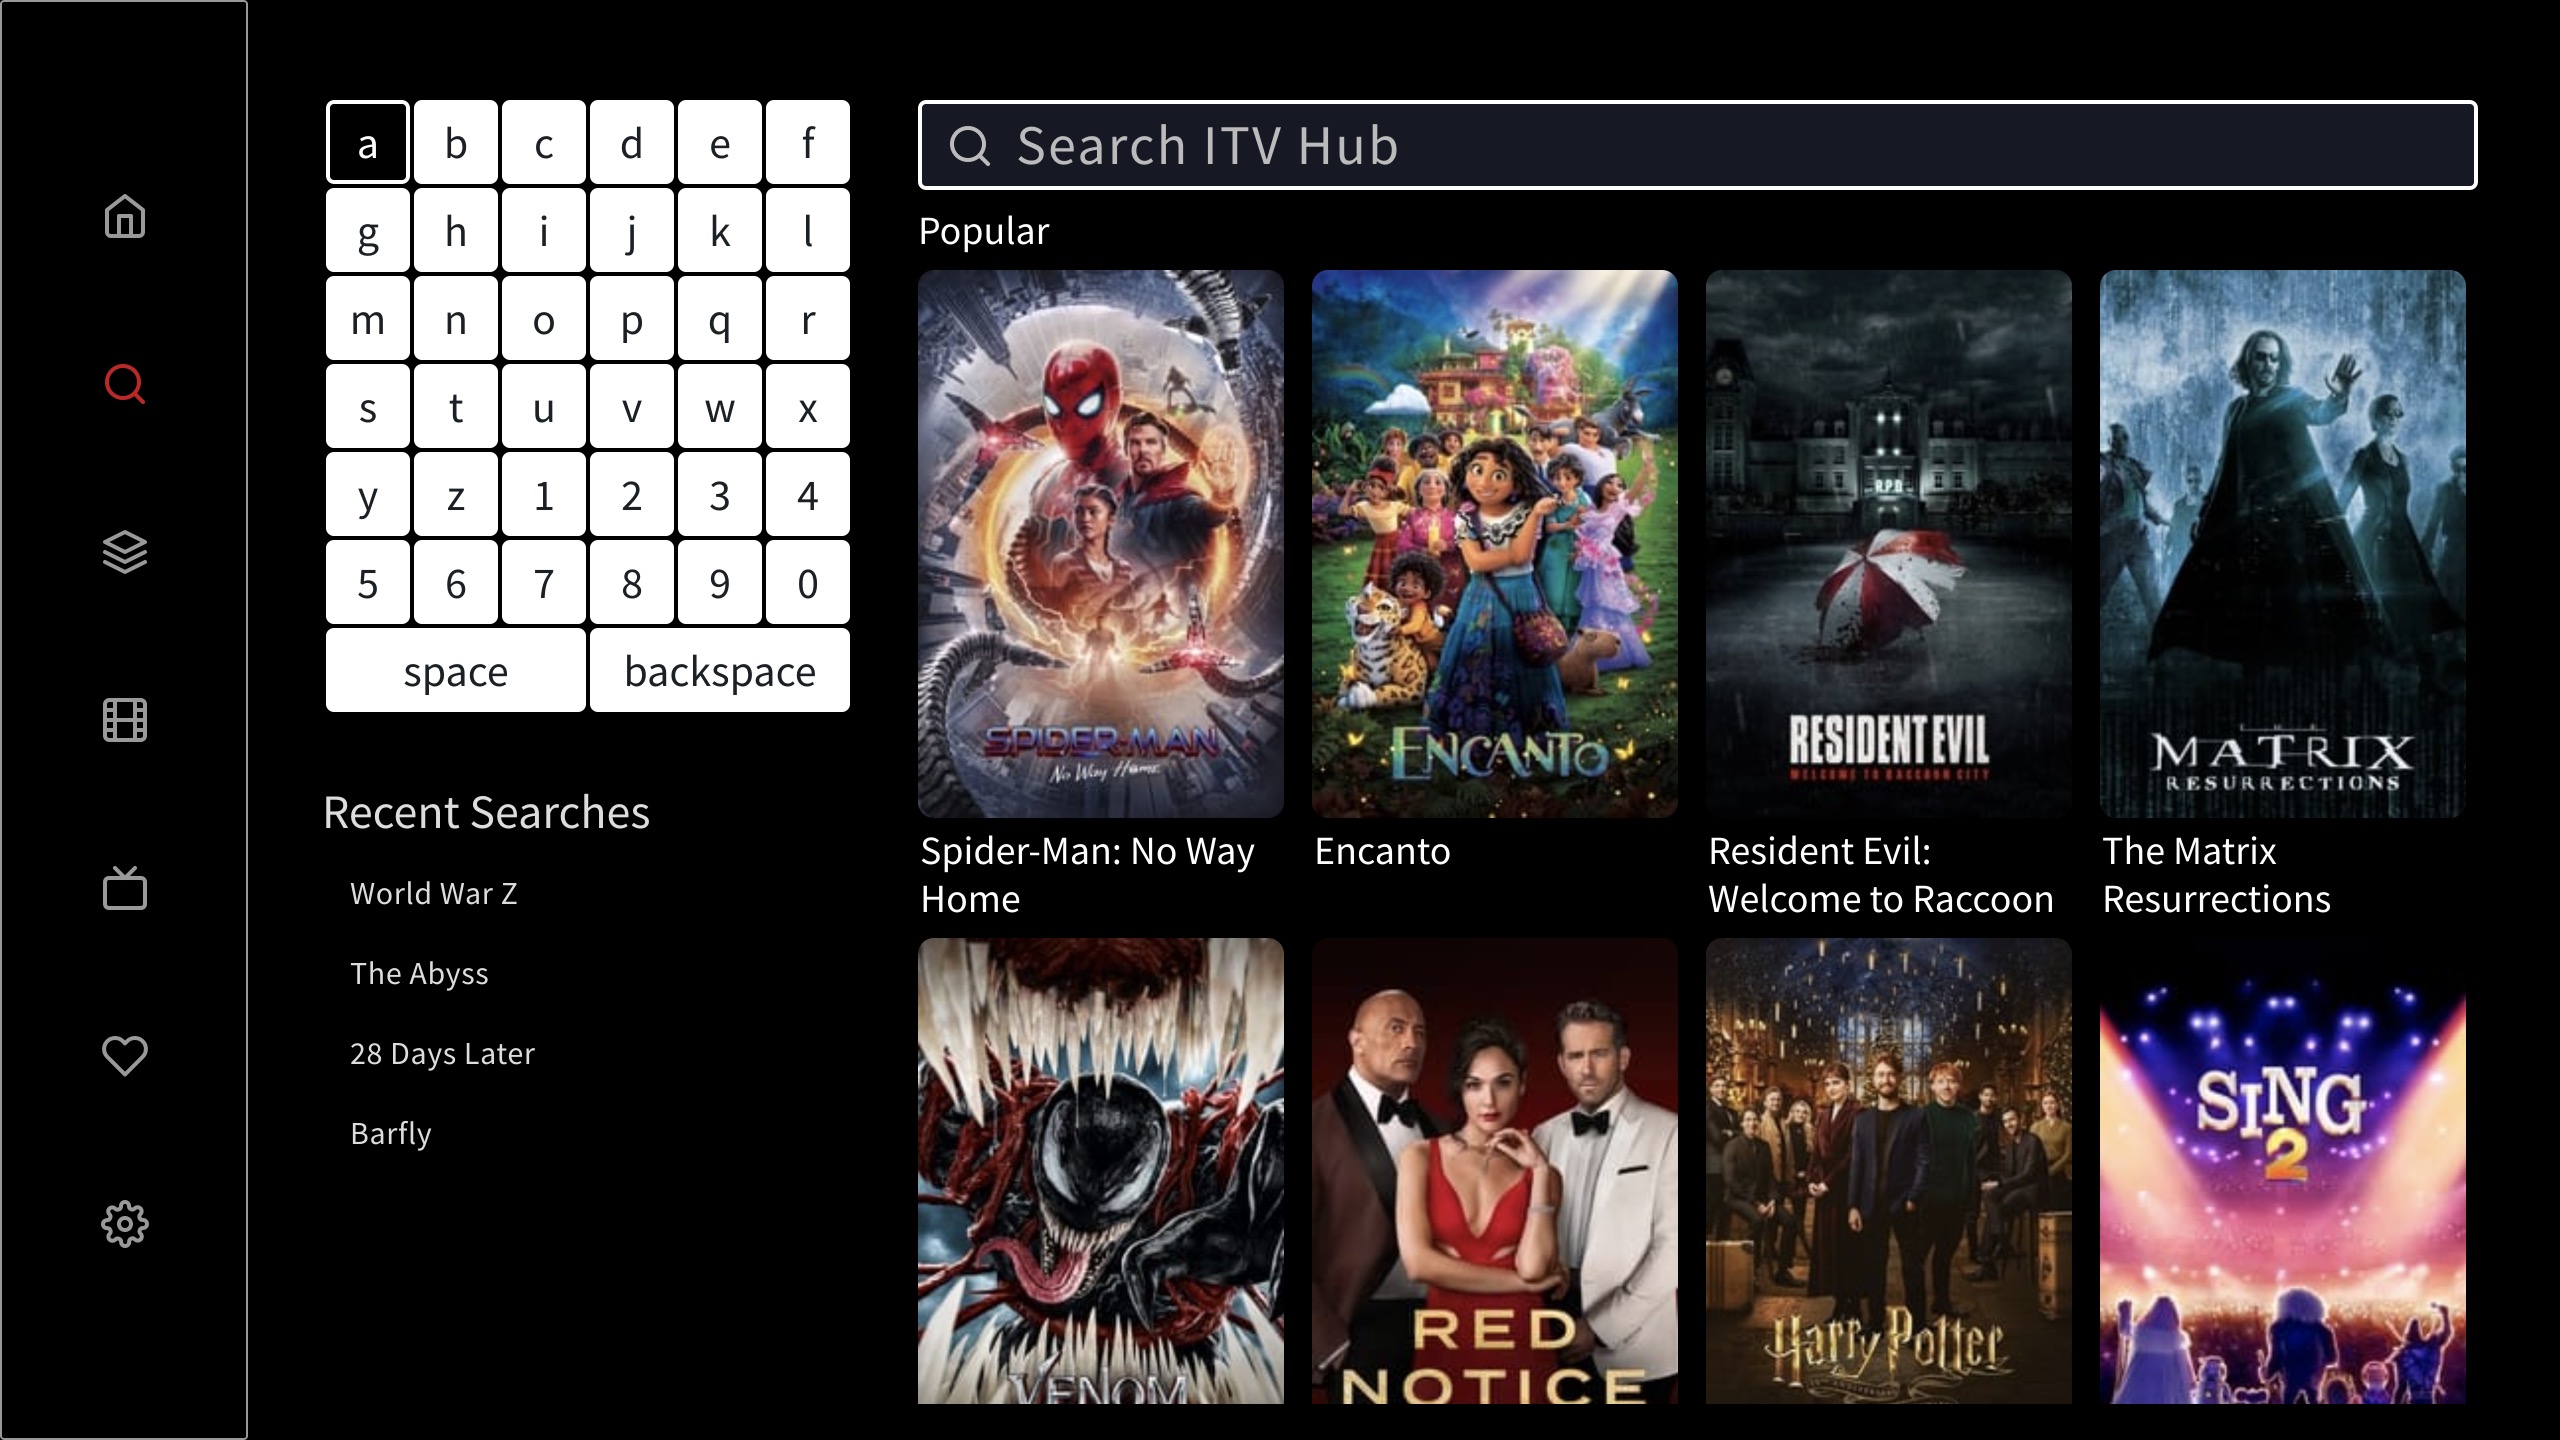 a b c d e f
g h i j k l
m n o p q r
s t u v w x
y z 1 2 3 4
5 6 7 8 9 0
space backspace
Recent Searches
World War Z
The Abyss
28 Days Later
Barfly
Search ITV Hub
Popular
R.P.D
SPIDER-MAN
No Way Home
ENCANTO
RESIDENT EVIL
WELCOME TO RACCOON CITY
THE
MATRIX
RESURRECTIONS
Spider-Man: No Way
Home
Encanto
Resident Evil:
Welcome to Raccoon
The Matrix
Resurrections
VENOM
RED
NOTICE
Harry Potter
SING
2